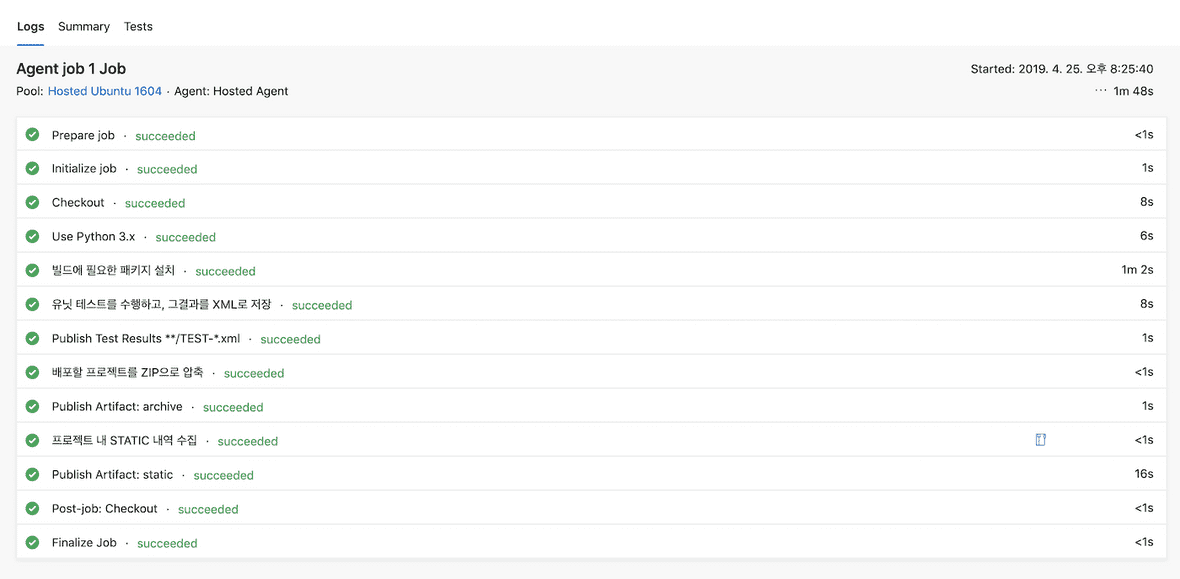 Logs Summary Tests
Agent job 1 Job Started: 2019. 4. 25. 오후 8:25:40
Pool: Hosted Ubuntu 1604 · Agent: Hosted Agent ··· 1m 48s
Prepare job · succeeded <1s
Initialize job · succeeded 1s
Checkout · succeeded 8s
Use Python 3.x · succeeded 6s
빌드에 필요한 패키지 설치 · succeeded 1m 2s
유닛 테스트를 수행하고, 그결과를 XML로 저장 · succeeded 8s
Publish Test Results **/TEST-*.xml · succeeded 1s
배포할 프로젝트를 ZIP으로 압축 · succeeded <1s
Publish Artifact: archive · succeeded 1s
프로젝트 내 STATIC 내역 수집 · succeeded <1s
Publish Artifact: static · succeeded 16s
Post-job: Checkout · succeeded <1s
Finalize Job · succeeded <1s